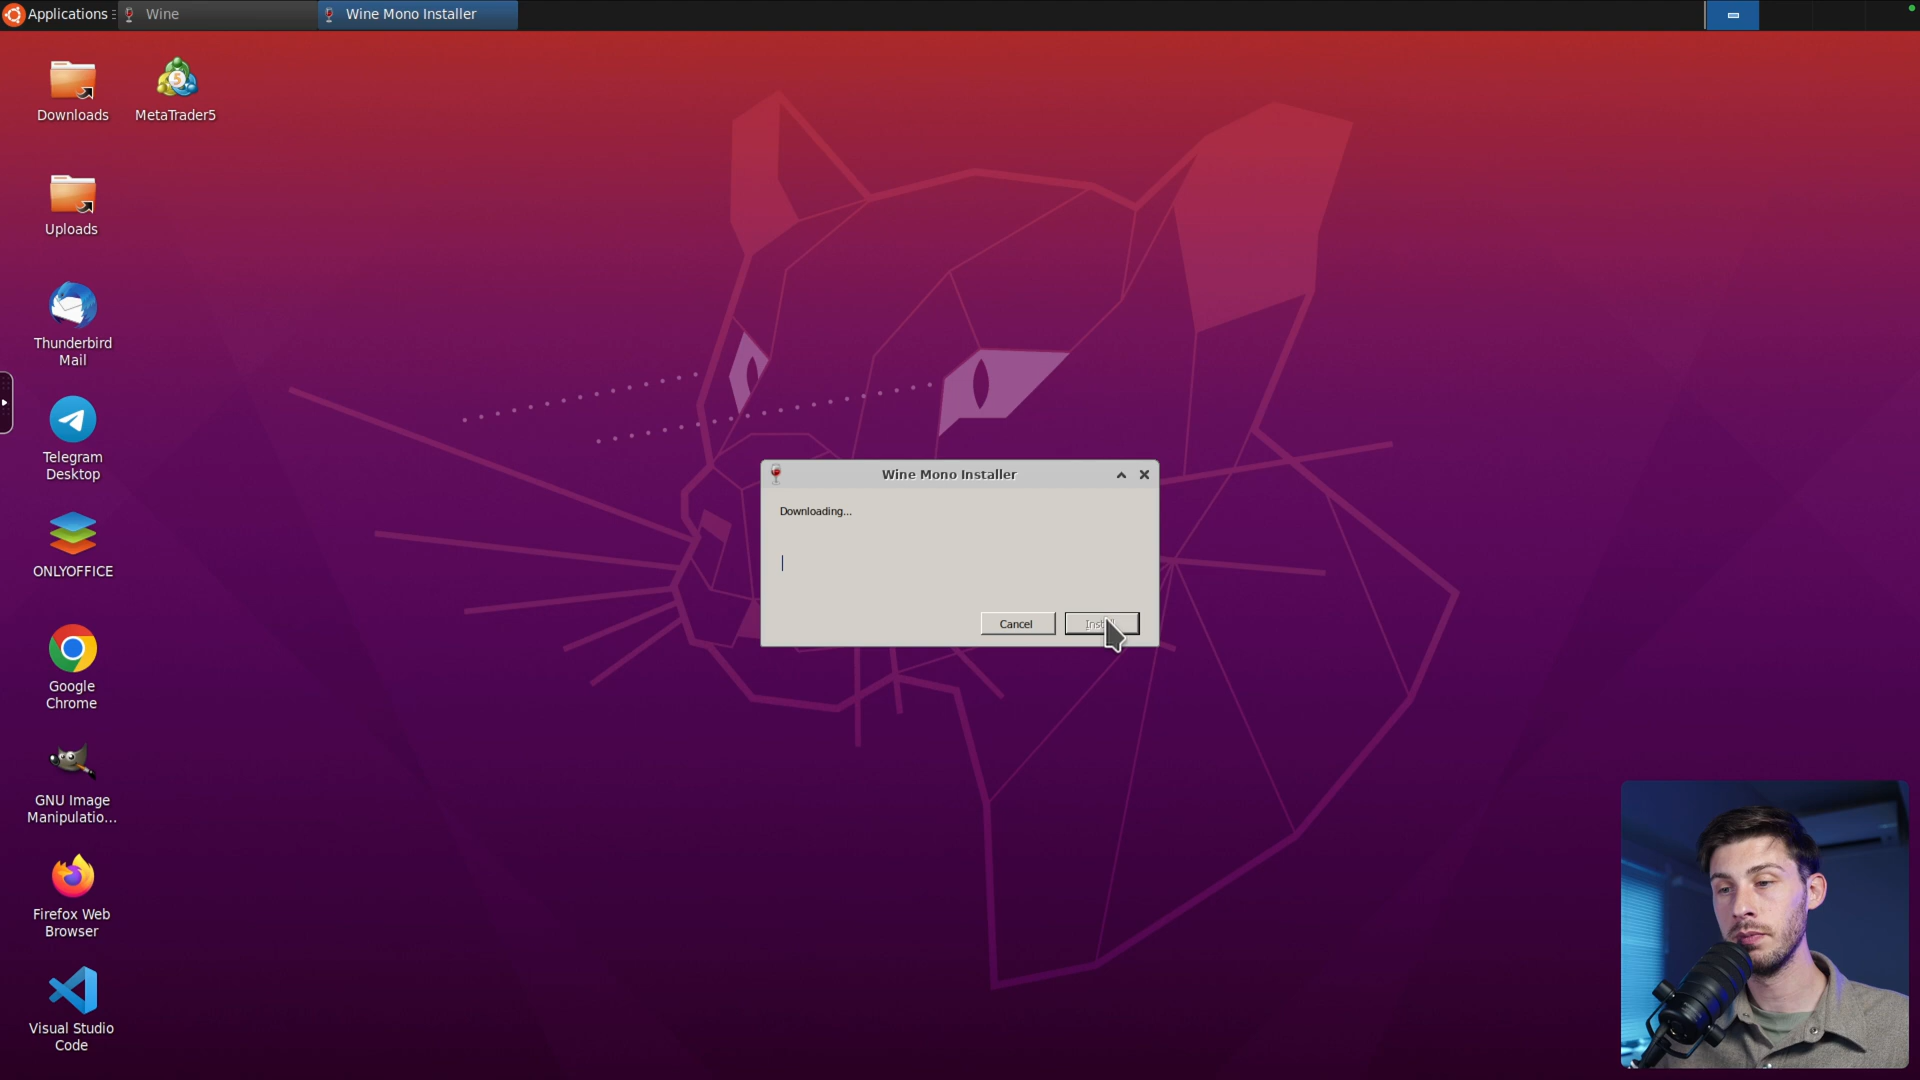 Applications
Wine
Wine Mono Installer
Downloads
MetaTrader5
Uploads
Thunderbird
Mail
Telegram
Desktop
ONLYOFFICE
Google
Chrome
GNU Image
Manipulatio...
Firefox Web
Browser
Visual Studio
Code
Wine Mono Installer
Downloading...
Cancel